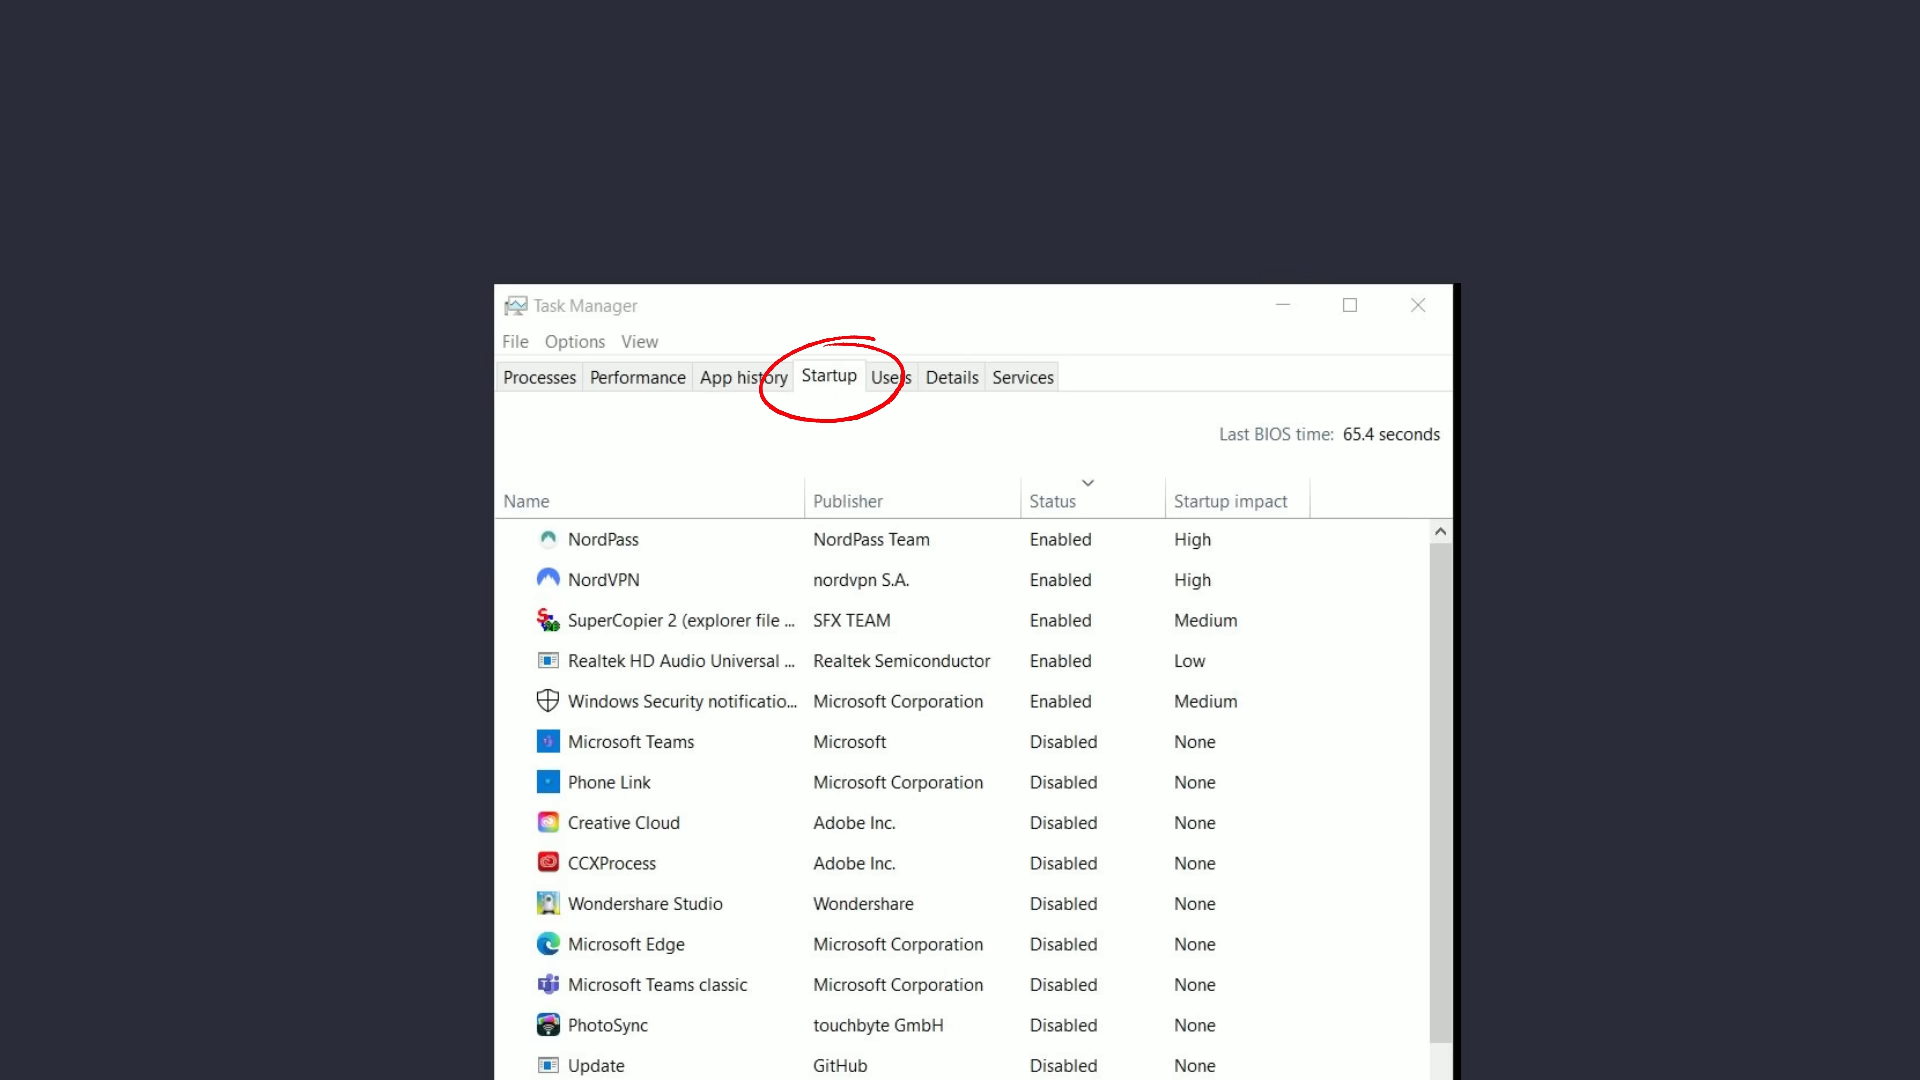 Task Manager
File Options View
Processes Performance App history Startup Users Details Services
Last BIOS time: 65.4 seconds
Name Publisher Status Startup impact
NordPass NordPass Team Enabled High
NordVPN nordvpn S.A. Enabled High
SuperCopier 2 (explorer file ... SFX TEAM Enabled Medium
Realtek HD Audio Universal ... Realtek Semiconductor Enabled Low
Windows Security notificatio... Microsoft Corporation Enabled Medium
Microsoft Teams Microsoft Disabled None
Phone Link Microsoft Corporation Disabled None
Creative Cloud Adobe Inc. Disabled None
CCXProcess Adobe Inc. Disabled None
Wondershare Studio Wondershare Disabled None
Microsoft Edge Microsoft Corporation Disabled None
Microsoft Teams classic Microsoft Corporation Disabled None
PhotoSync touchbyte GmbH Disabled None
Update GitHub Disabled None